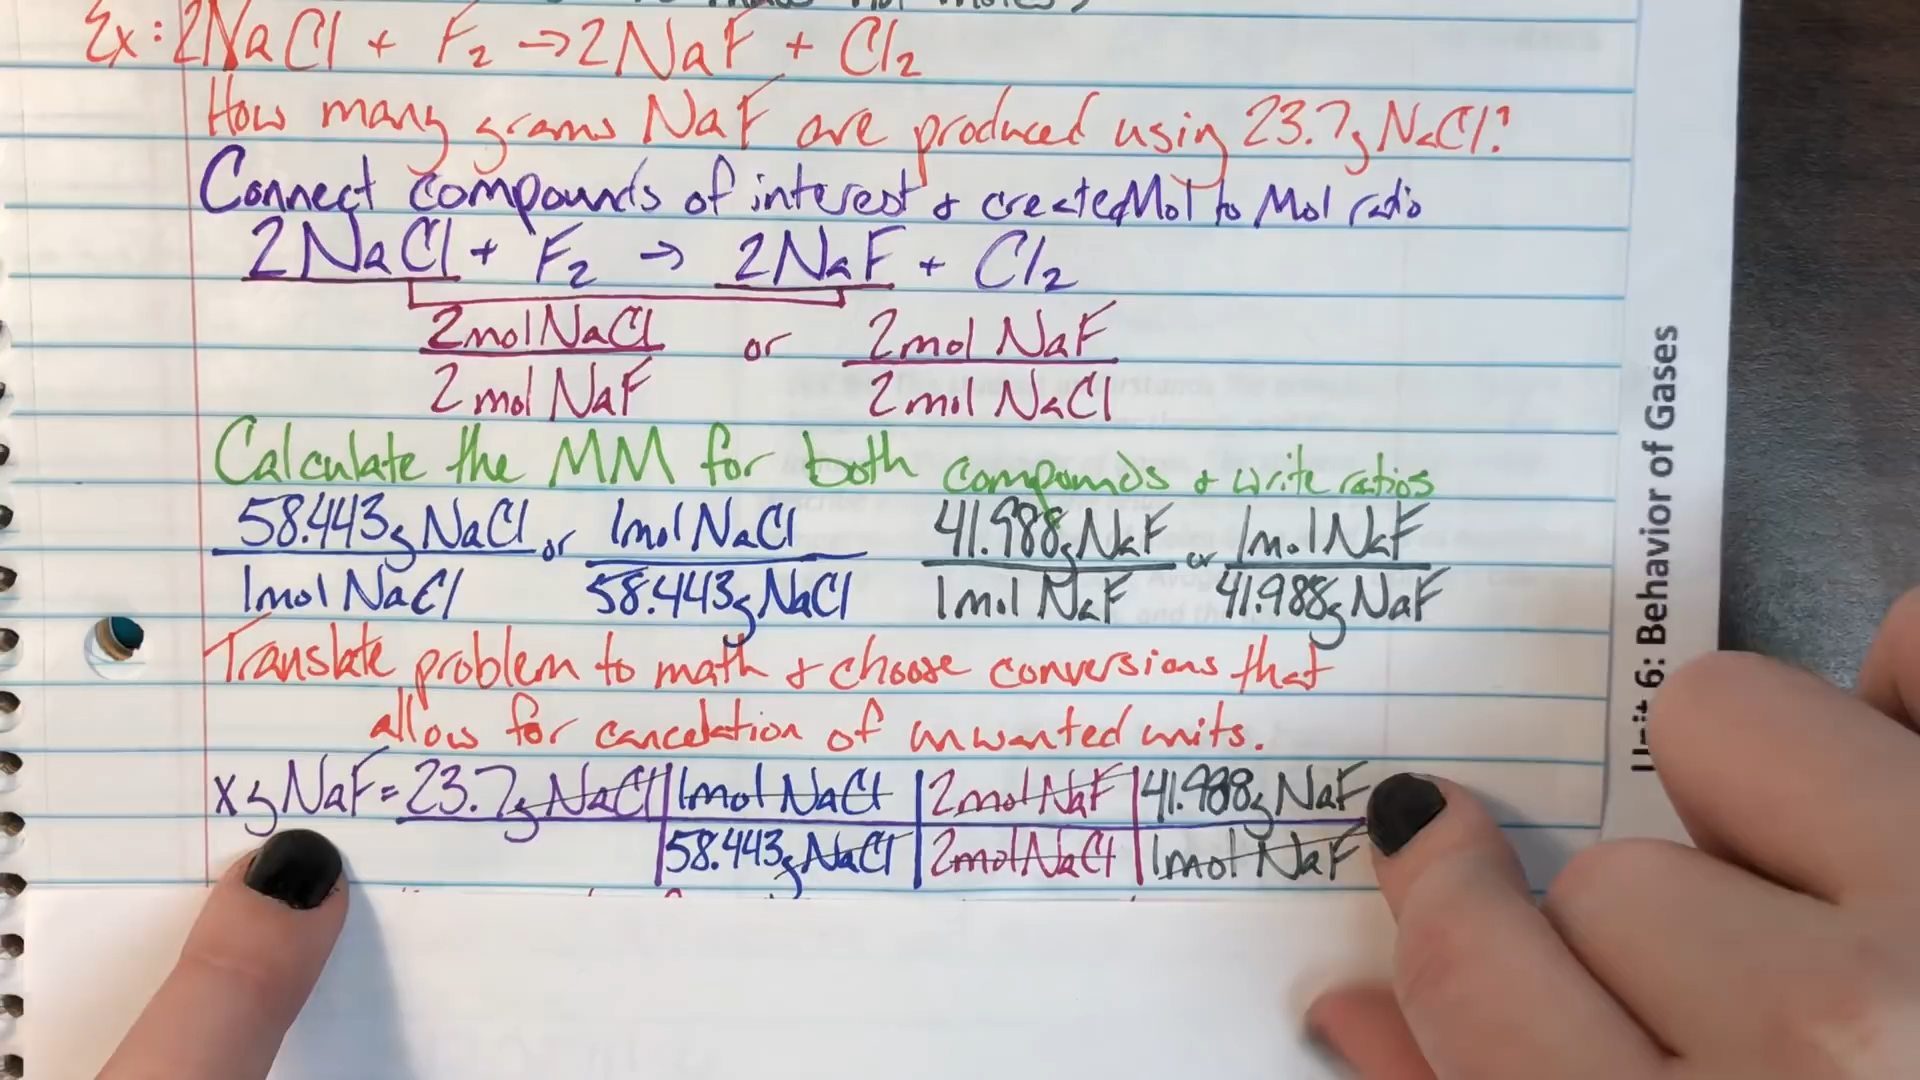 Ex: 2NaCl + F2 → 2NaF + Cl2
How many grams NaF are produced using 23.7g NaCl?
Connect compounds of interest & create Mol to Mol ratio
2NaCl + F2 → 2NaF + Cl2
2mol NaCl or 2mol NaF
2mol NaF 2mol NaCl
Calculate the MM for both compounds & write ratios
58.443g NaCl or 1mol NaCl 41.988g NaF or 1mol NaF
1mol NaCl 58.443g NaCl 1mol NaF 41.988g NaF
Translate problem to math & choose conversions that
allow for cancelation of unwanted units.
x g NaF = 23.7g NaCl 1mol NaCl 2mol NaF 41.988g NaF
58.443g NaCl 2mol NaCl 1mol NaF
Unit 6: Behavior of Gases